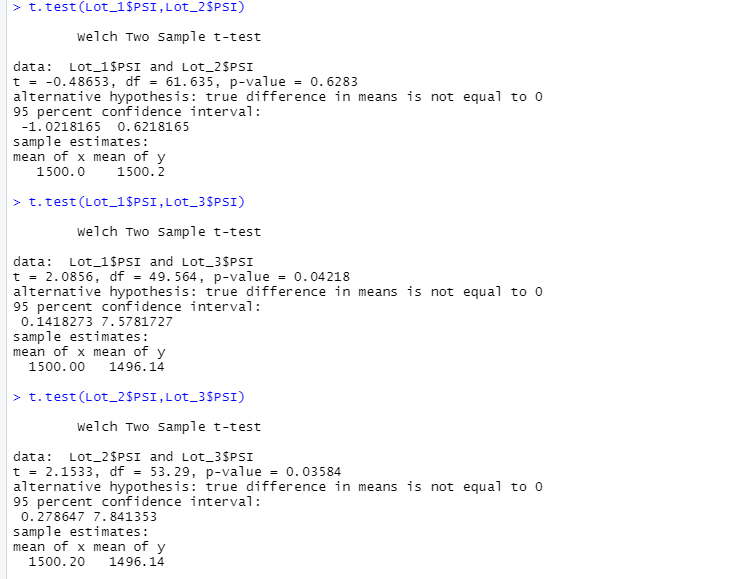 > t.test(Lot_1$PSI,Lot_2$PSI)
Welch Two Sample t-test
data:  Lot_1$PSI and Lot_2$PSI
t = -0.48653, df = 61.635, p-value = 0.6283
alternative hypothesis: true difference in means is not equal to 0
95 percent confidence interval:
 -1.0218165  0.6218165
sample estimates:
mean of x mean of y
   1500.0    1500.2
> t.test(Lot_1$PSI,Lot_3$PSI)
Welch Two Sample t-test
data:  Lot_1$PSI and Lot_3$PSI
t = 2.0856, df = 49.564, p-value = 0.04218
alternative hypothesis: true difference in means is not equal to 0
95 percent confidence interval:
 0.1418273 7.5781727
sample estimates:
mean of x mean of y
  1500.00   1496.14
> t.test(Lot_2$PSI,Lot_3$PSI)
Welch Two Sample t-test
data:  Lot_2$PSI and Lot_3$PSI
t = 2.1533, df = 53.29, p-value = 0.03584
alternative hypothesis: true difference in means is not equal to 0
95 percent confidence interval:
 0.278647 7.841353
sample estimates:
mean of x mean of y
  1500.20   1496.14